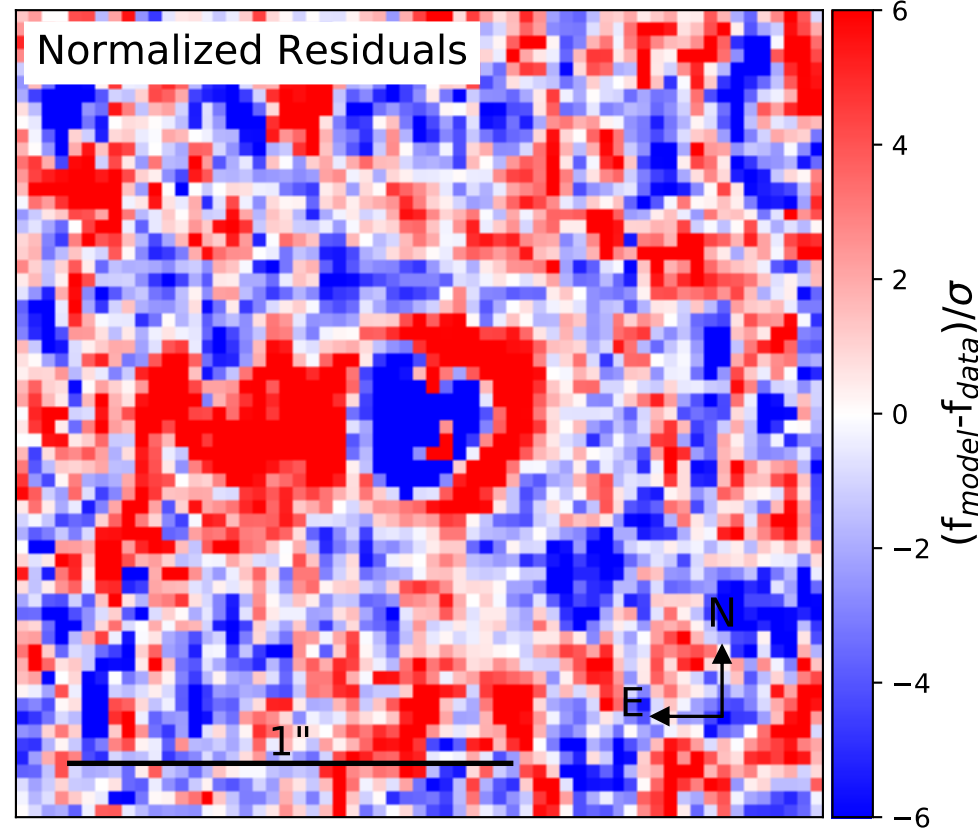 Normalized Residuals
6
4
2
0
−2
−4
−6
(f_model-f_data)/σ
N
E
1"